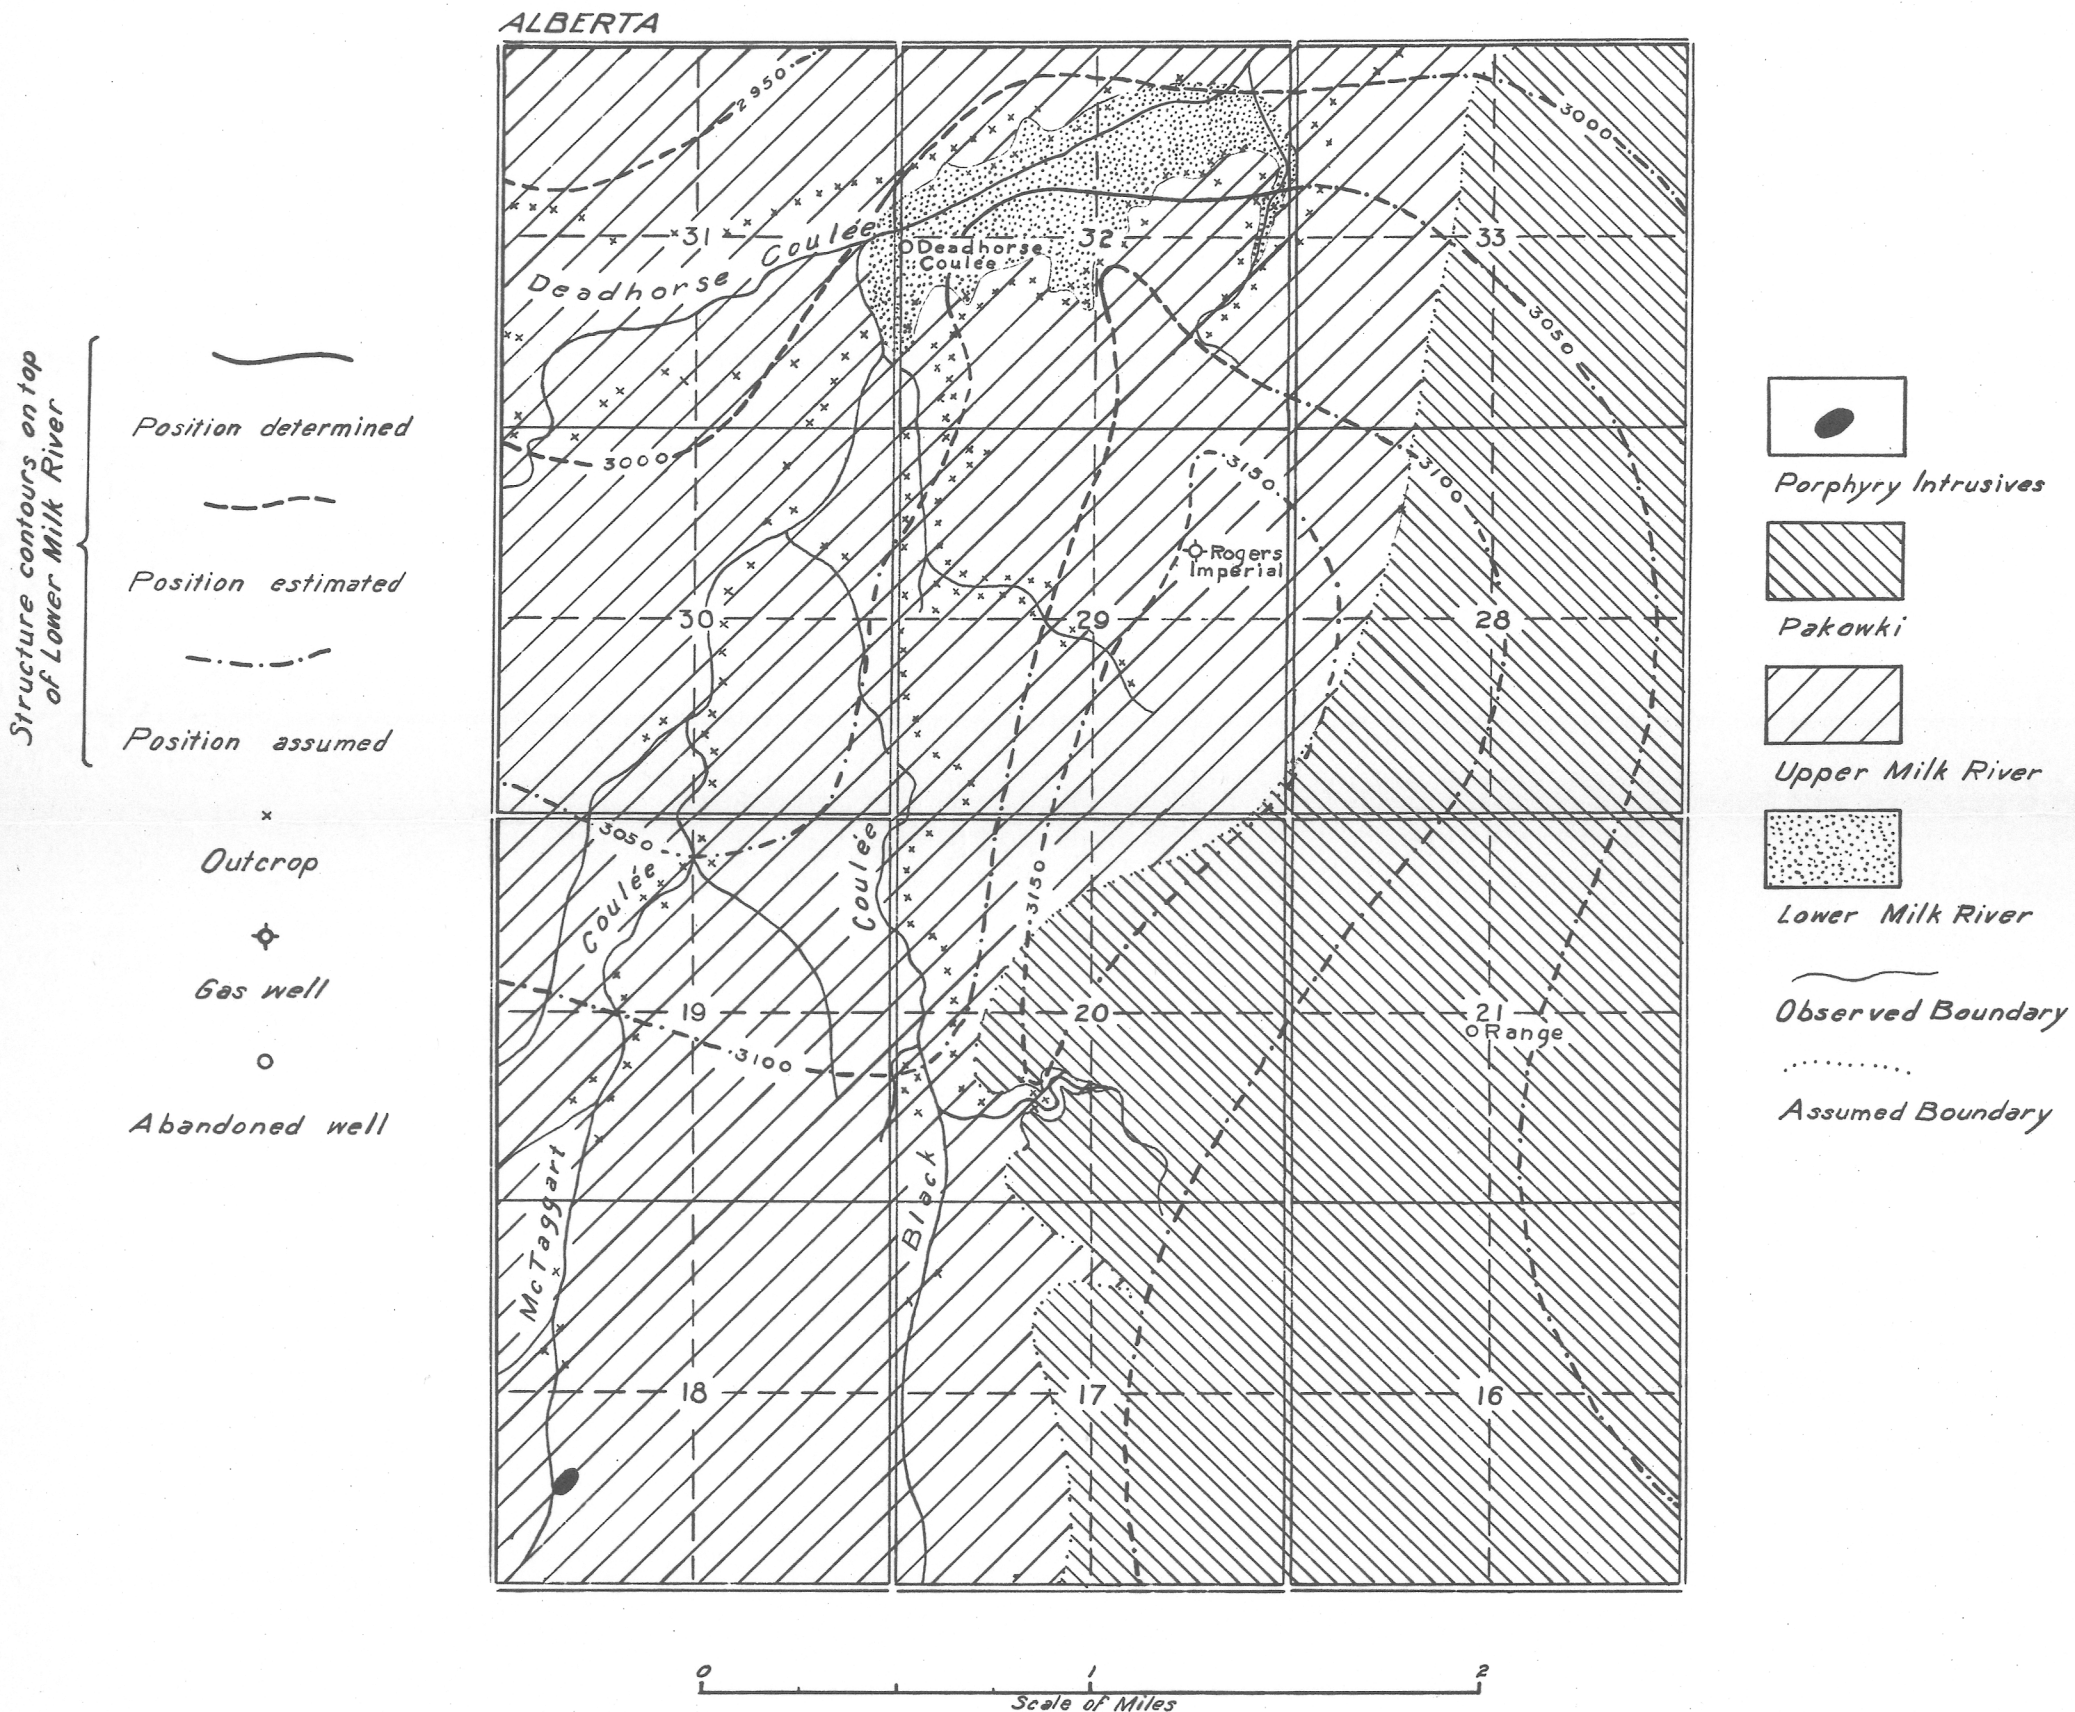 ALBERTA
2950
3000
31
Coulée
Deadhorse
Deadhorse
Coulée
32
33
3050
3000
3150
3100
Rogers
Imperial
30
29
28
3050
Coulée
Coulée
3150
19
20
21
Range
3100
McTaggart
Black
18
17
16
Structure contours on top
of Lower Milk River
Position determined
Position estimated
Position assumed
Outcrop
Gas well
Abandoned well
Porphyry Intrusives
Pakowki
Upper Milk River
Lower Milk River
Observed Boundary
Assumed Boundary
0 1 2
Scale of Miles